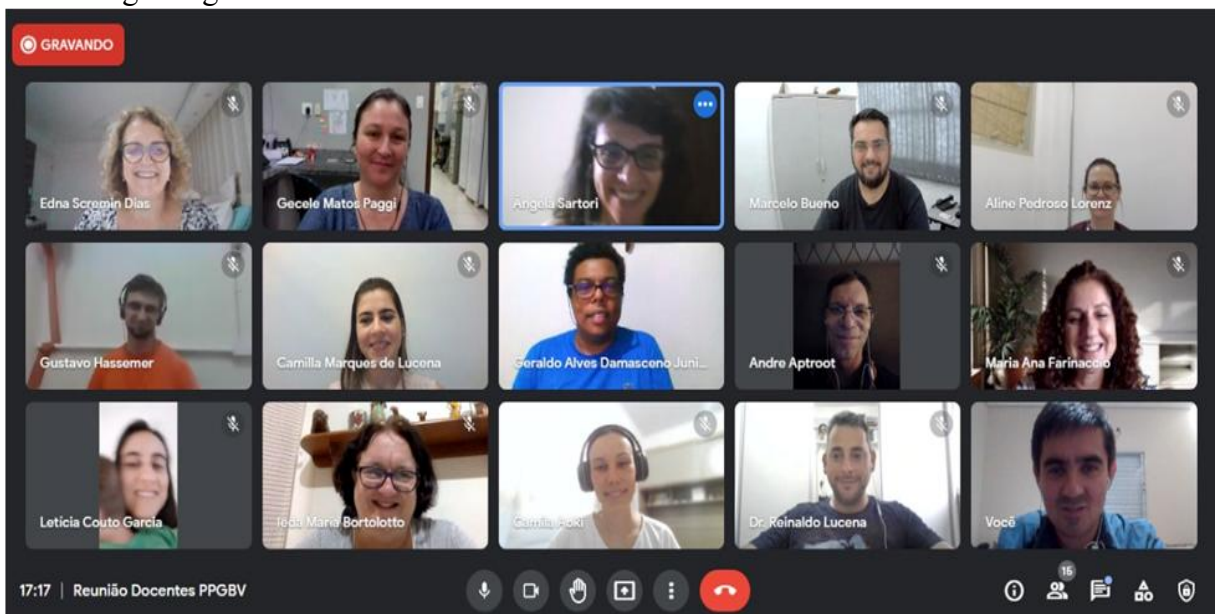 GRAVANDO
Edna Scremin Dias
Gecele Matos Paggi
Angela Sartori
Marcelo Bueno
Aline Pedroso Lorenz
Gustavo Hassemer
Camilla Marques de Lucena
Geraldo Alves Damasceno Juni...
Andre Aptroot
Maria Ana Farinaccio
Leticia Couto Garcia
Ieda Maria Bortolotto
Camila Aoki
Dr. Reinaldo Lucena
Você
17:17 | Reunião Docentes PPGBV
15